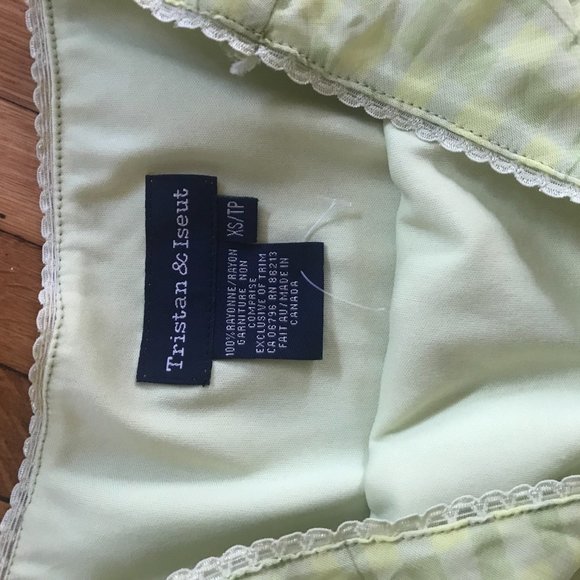 Tristan & Iseut
XS/TP
100% RAYONNE/RAYON
GARNITURE NON
COMPRISE
EXCLUSIVE OF TRIM
CA 06796 RN 86213
FAIT AU/MADE IN
CANADA